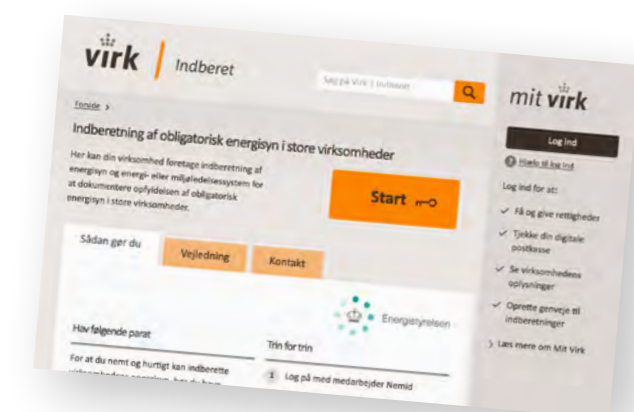 virk
Indberet
Søg på Virk | Indberet
mit virk
Forside >
Log ind
Indberetning af obligatorisk energisyn i store virksomheder
Hjælp til log ind
Her kan din virksomhed foretage indberetning af
energisyn og energi- eller miljøledelsessystem for
at dokumentere opfyldelsen af obligatorisk
energisyn i store virksomheder.
Start
Log ind for at:
✓ Få og give rettigheder
✓ Tjekke din digitale
postkasse
✓ Se virksomhedens
oplysninger
✓ Oprette genveje til
indberetninger
> Læs mere om Mit Virk
Sådan gør du
Vejledning
Kontakt
Energistyrelsen
Hav følgende parat
Trin for trin
For at du nemt og hurtigt kan indberette
1 Log på med medarbejder Nemid